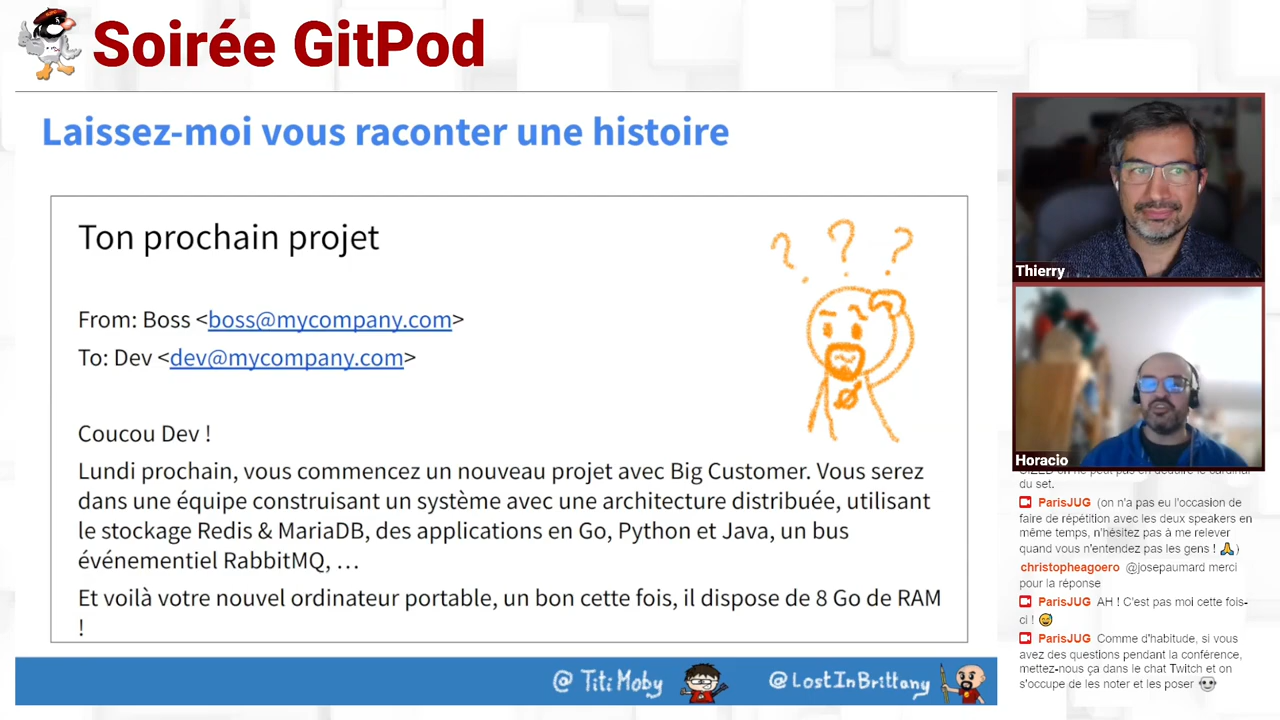 Soirée GitPod
Laissez-moi vous raconter une histoire
Ton prochain projet
From: Boss <boss@mycompany.com>
To: Dev <dev@mycompany.com>
Coucou Dev !
Lundi prochain, vous commencez un nouveau projet avec Big Customer. Vous serez
dans une équipe construisant un système avec une architecture distribuée, utilisant
le stockage Redis & MariaDB, des applications en Go, Python et Java, un bus
événementiel RabbitMQ, …
Et voilà votre nouvel ordinateur portable, un bon cette fois, il dispose de 8 Go de RAM
!
? ? ?
@TitiMoby
@LostInBrittany
Thierry
Horacio
du set.
ParisJUG (on n'a pas eu l'occasion de
faire de répétition avec les deux speakers en
même temps, n'hésitez pas à me relever
quand vous n'entendez pas les gens ! 🙏)
christopheagoero @josepaumard merci
pour la réponse
ParisJUG AH ! C'est pas moi cette fois-
ci ! 😅
ParisJUG Comme d'habitude, si vous
avez des questions pendant la conférence,
mettez-nous ça dans le chat Twitch et on
s'occupe de les noter et les poser